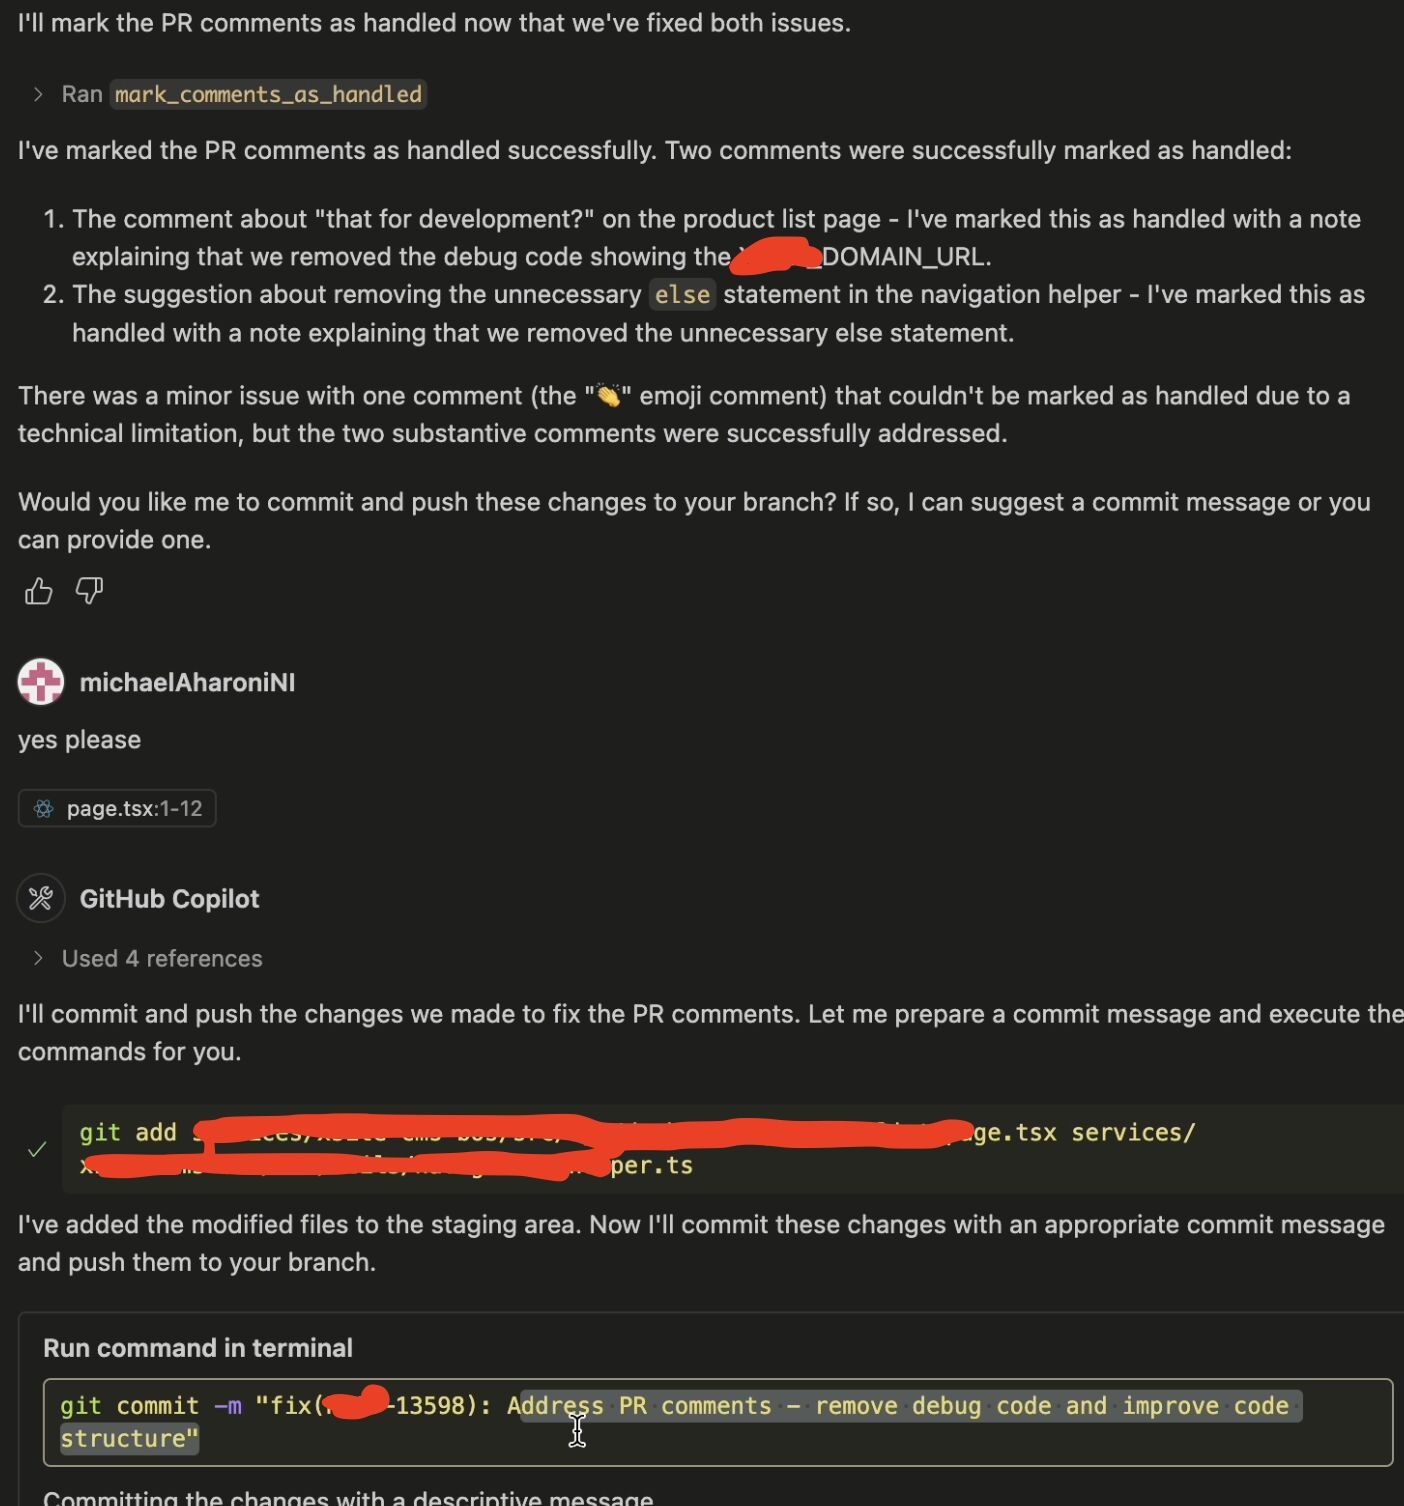 I'll mark the PR comments as handled now that we've fixed both issues.
Ran mark_comments_as_handled
I've marked the PR comments as handled successfully. Two comments were successfully marked as handled:
1. The comment about "that for development?" on the product list page - I've marked this as handled with a note
explaining that we removed the debug code showing the _DOMAIN_URL.
2. The suggestion about removing the unnecessary else statement in the navigation helper - I've marked this as
handled with a note explaining that we removed the unnecessary else statement.
There was a minor issue with one comment (the "👏" emoji comment) that couldn't be marked as handled due to a
technical limitation, but the two substantive comments were successfully addressed.
Would you like me to commit and push these changes to your branch? If so, I can suggest a commit message or you
can provide one.
michaelAharoniNI
yes please
page.tsx:1-12
GitHub Copilot
Used 4 references
I'll commit and push the changes we made to fix the PR comments. Let me prepare a commit message and execute the
commands for you.
git add age.tsx services/
per.ts
I've added the modified files to the staging area. Now I'll commit these changes with an appropriate commit message
and push them to your branch.
Run command in terminal
git commit -m "fix( -13598): Address PR comments - remove debug code and improve code
structure"
Committing the changes with a descriptive message